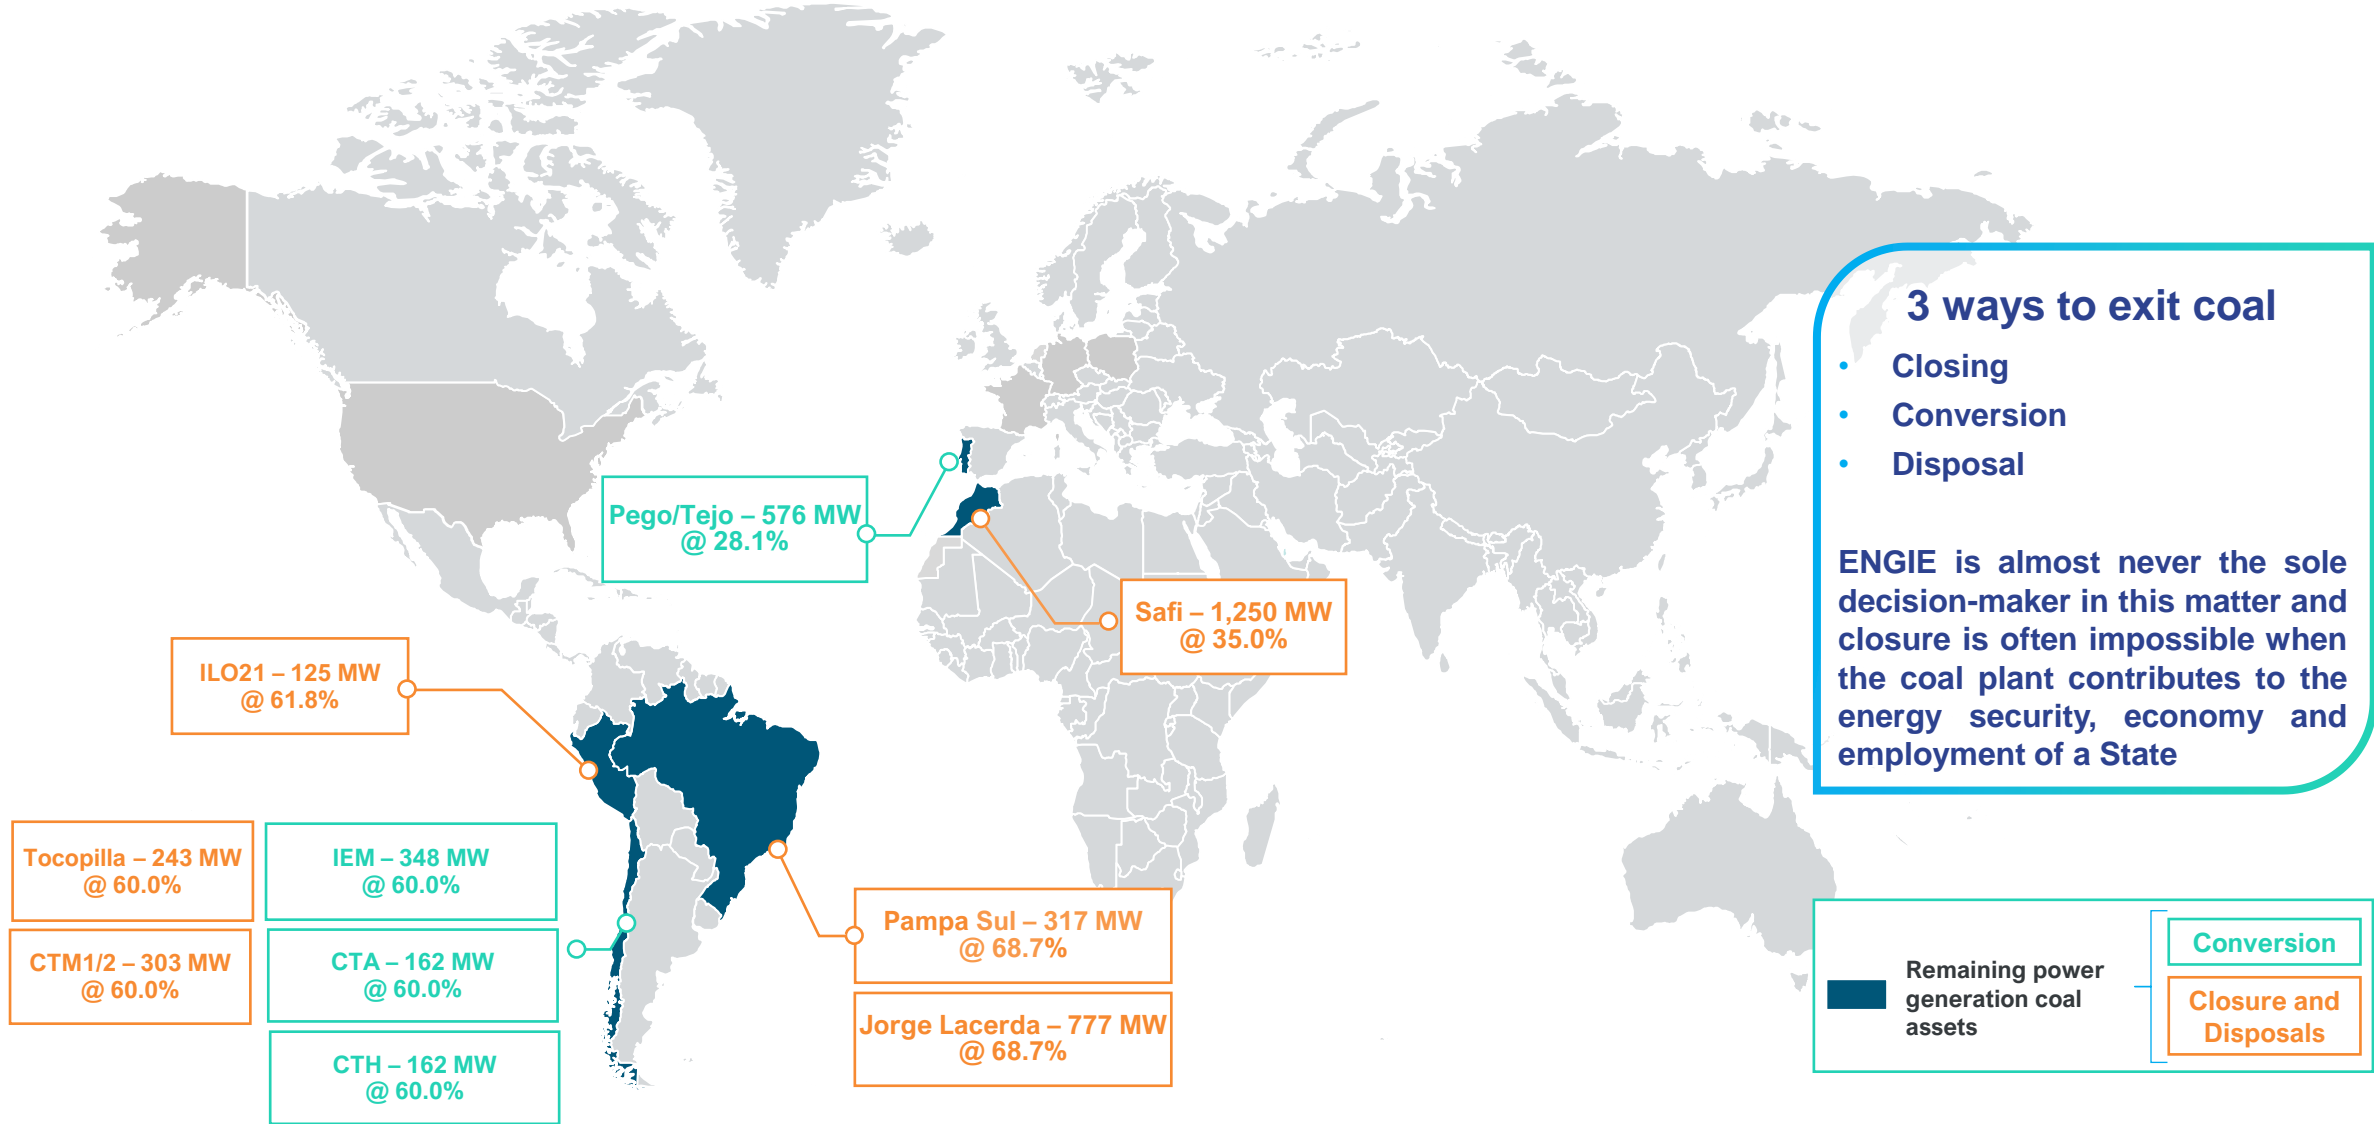 3 ways to exit coal
• Closing
• Conversion
• Disposal
ENGIE is almost never the sole
decision-maker in this matter and
closure is often impossible when
the coal plant contributes to the
energy security, economy and
employment of a State
Pego/Tejo – 576 MW
@ 28.1%
Safi – 1,250 MW
@ 35.0%
ILO21 – 125 MW
@ 61.8%
Tocopilla – 243 MW
@ 60.0%
IEM – 348 MW
@ 60.0%
CTM1/2 – 303 MW
@ 60.0%
CTA – 162 MW
@ 60.0%
CTH – 162 MW
@ 60.0%
Pampa Sul – 317 MW
@ 68.7%
Jorge Lacerda – 777 MW
@ 68.7%
Remaining power
generation coal
assets
Conversion
Closure and
Disposals